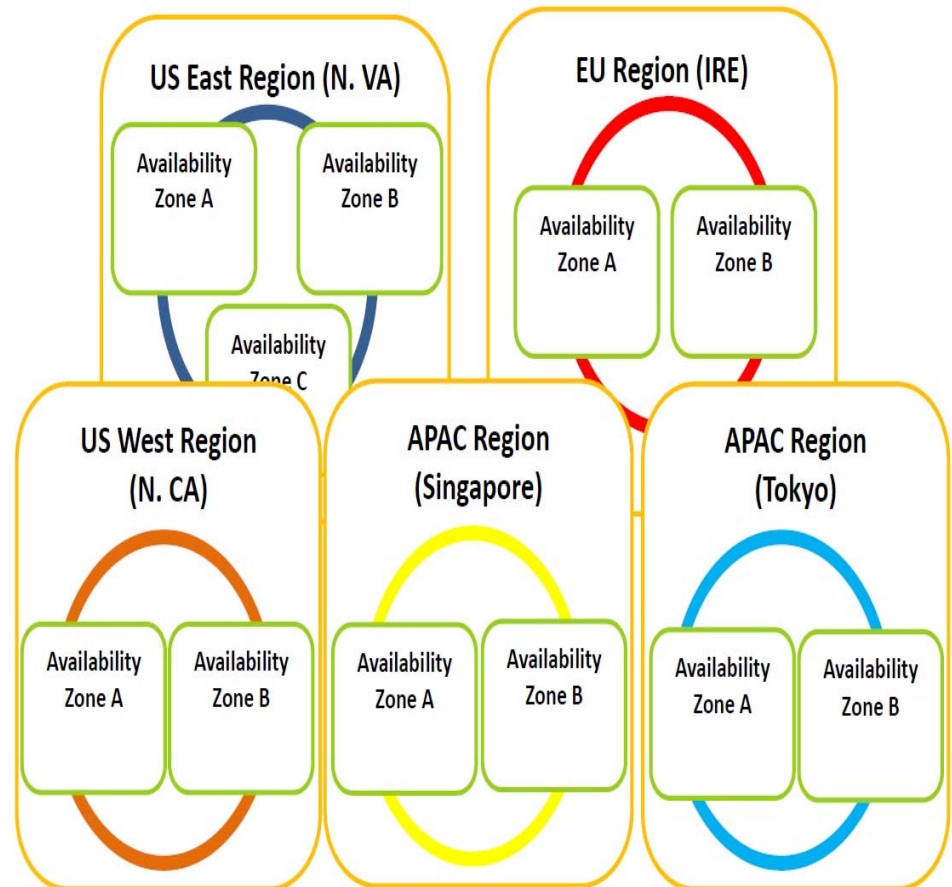 US East Region (N. VA)
Availability
Zone A
Availability
Zone B
Availability
Zone C
EU Region (IRE)
Availability
Zone A
Availability
Zone B
US West Region
(N. CA)
Availability
Zone A
Availability
Zone B
APAC Region
(Singapore)
Availability
Zone A
Availability
Zone B
APAC Region
(Tokyo)
Availability
Zone A
Availability
Zone B